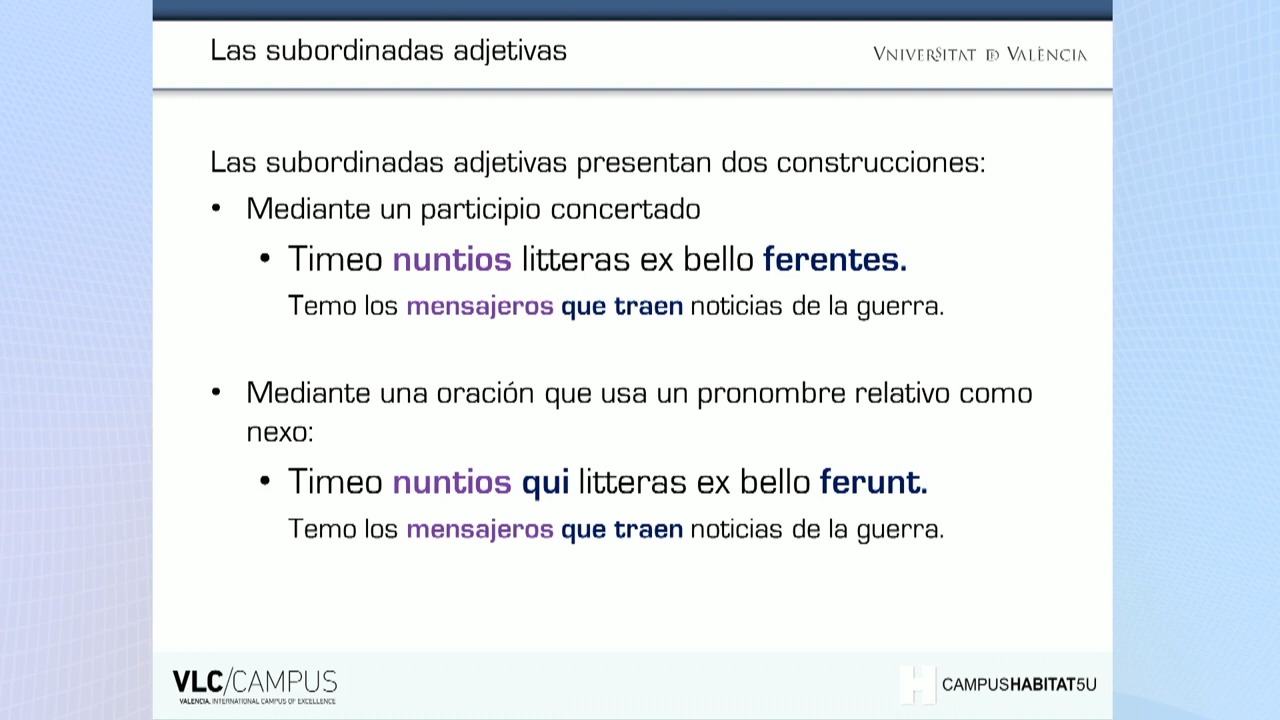 Las subordinadas adjetivas
VNIVERSITAT DE VALÈNCIA
Las subordinadas adjetivas presentan dos construcciones:
• Mediante un participio concertado
• Timeo nuntios litteras ex bello ferentes.
Temo los mensajeros que traen noticias de la guerra.
• Mediante una oración que usa un pronombre relativo como
nexo:
• Timeo nuntios qui litteras ex bello ferunt.
Temo los mensajeros que traen noticias de la guerra.
VLC/CAMPUS
VALENCIA, INTERNATIONAL CAMPUS OF EXCELLENCE
H CAMPUSHABITAT5U